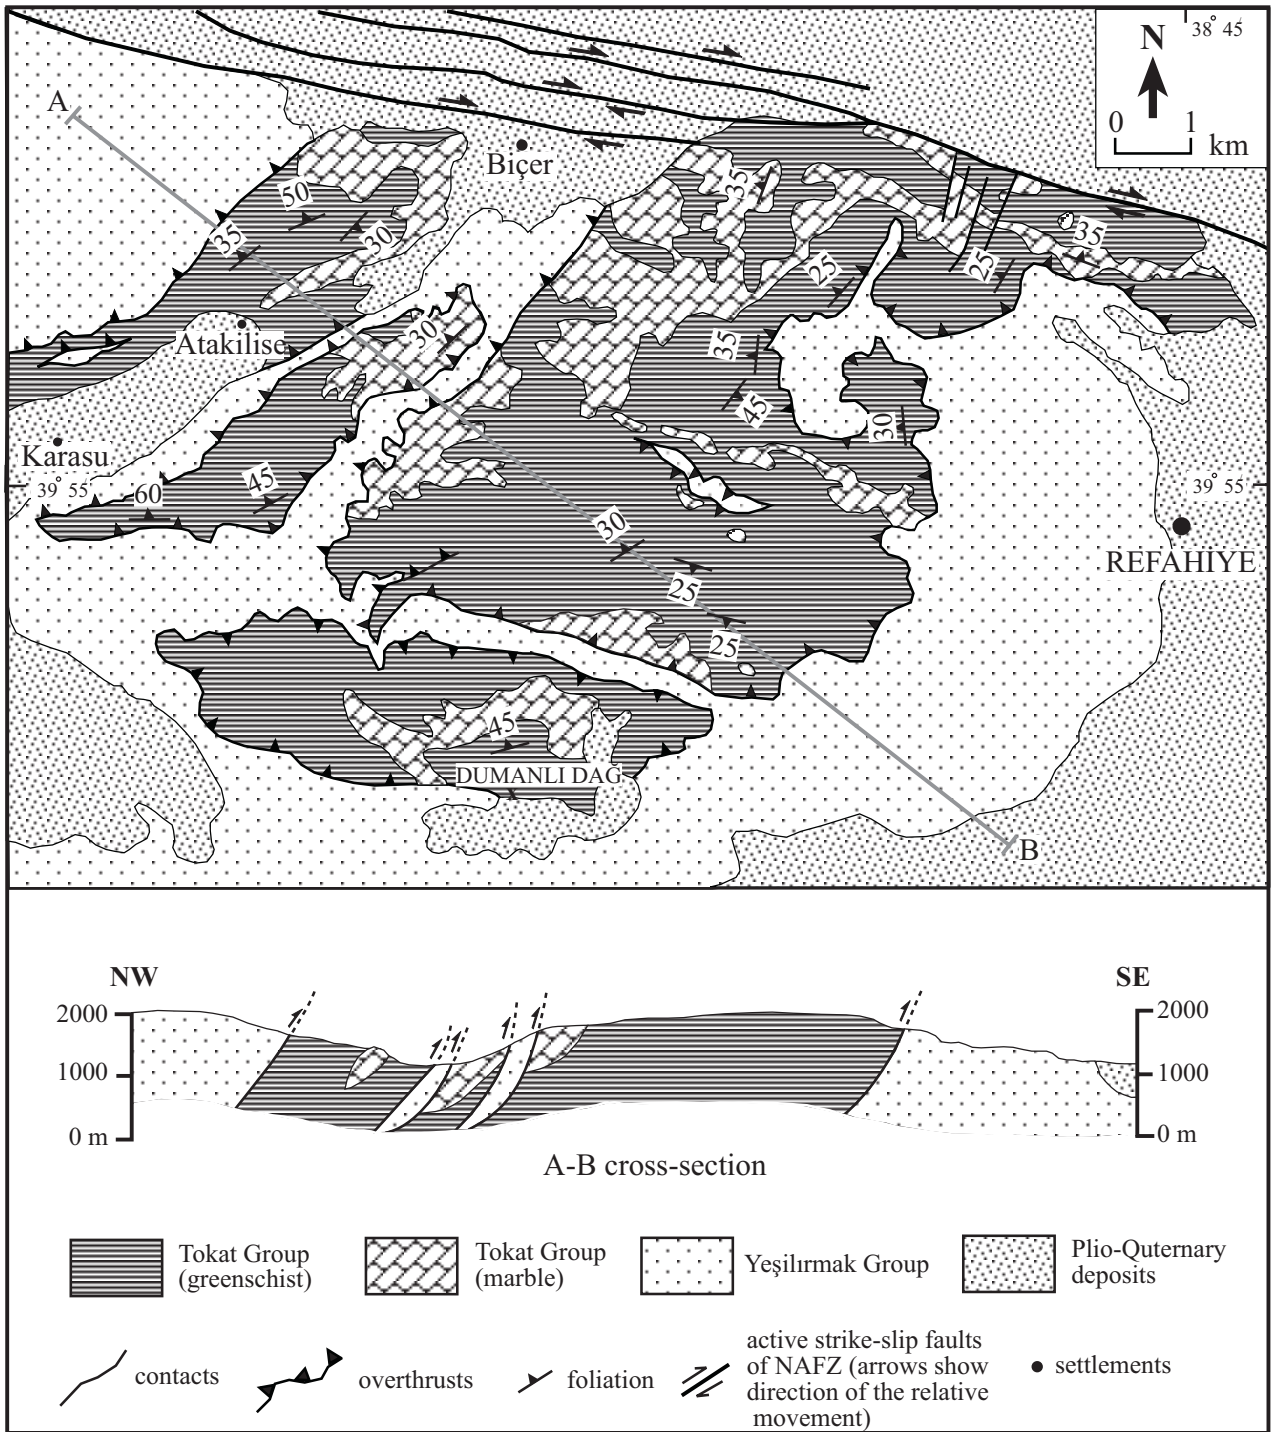 38° 45
N
0 1
km
A
Biçer
50
35
30
35
25
25
35
Atakilise
30
35
45
30
Karasu
39° 55
60
45
39° 55
30
REFAHİYE
25
25
45
DUMANLI DAĞ
B
NW
SE
2000
1000
0 m
2000
1000
0 m
A-B cross-section
Tokat Group
(greenschist)
Tokat Group
(marble)
Yeşilırmak Group
Plio-Quternary
deposits
contacts
overthrusts
foliation
active strike-slip faults
of NAFZ (arrows show
direction of the relative
movement)
settlements